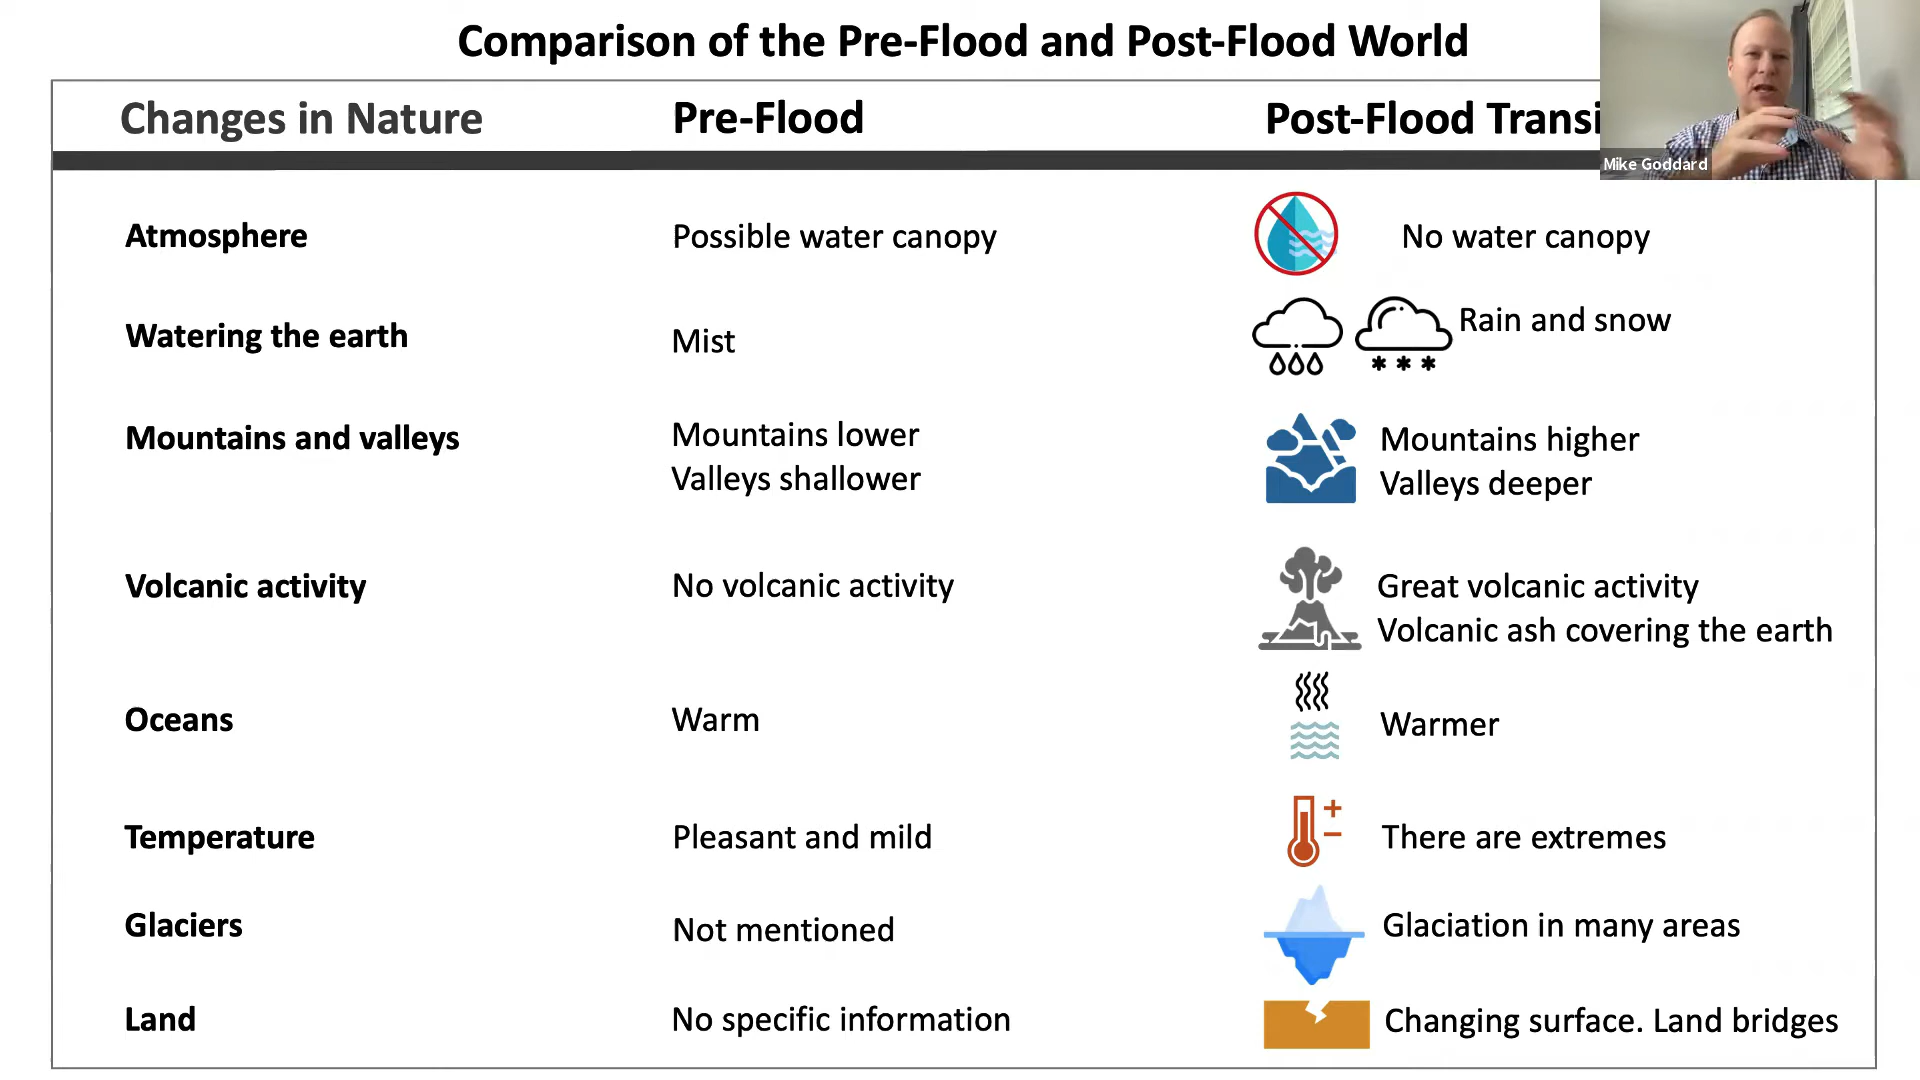 Comparison of the Pre-Flood and Post-Flood World
Changes in Nature
Pre-Flood
Post-Flood
Mike Goddard
Atmosphere
Possible water canopy
No water canopy
Watering the earth
Mist
Rain and snow
Mountains and valleys
Mountains lower
Valleys shallower
Mountains higher
Valleys deeper
Volcanic activity
No volcanic activity
Great volcanic activity
Volcanic ash covering the earth
Oceans
Warm
Warmer
Temperature
Pleasant and mild
There are extremes
Glaciers
Not mentioned
Glaciation in many areas
Land
No specific information
Changing surface. Land bridges